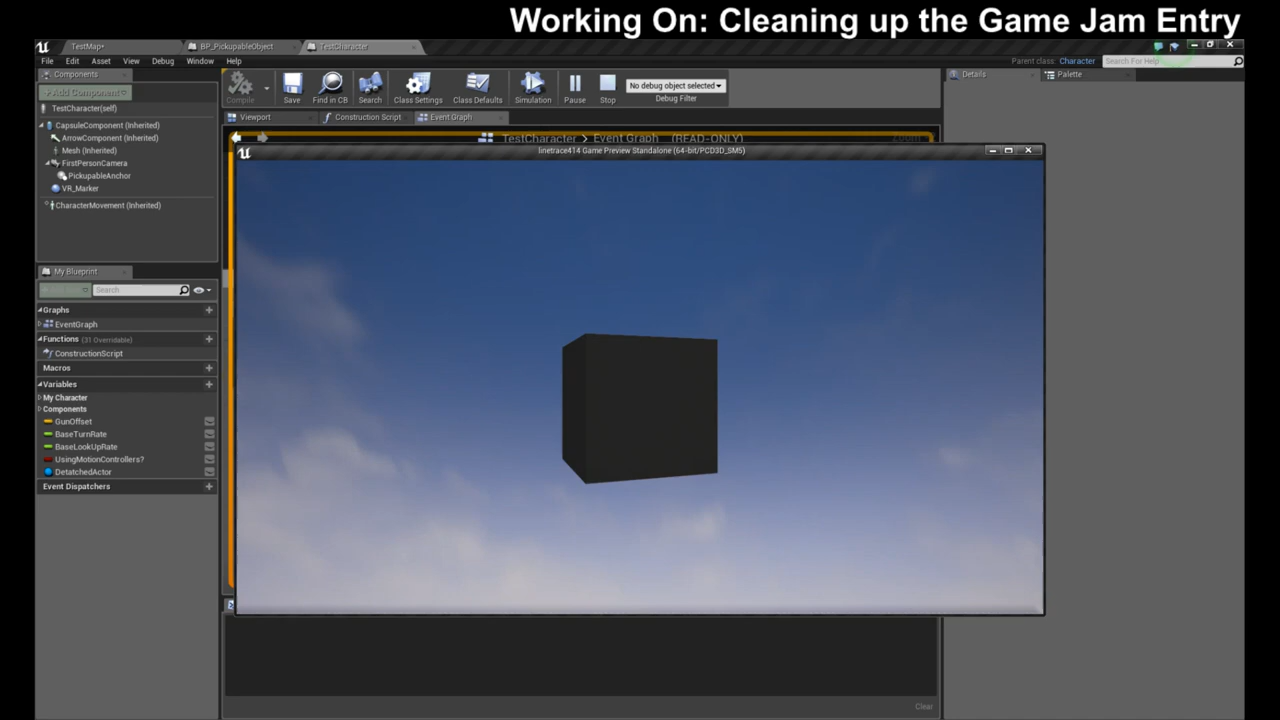 Working On: Cleaning up the Game Jam Entry
TestMap•
BP_PickupableObject
TestCharacter
File Edit Asset View Debug Window Help
Parent class: Character
Search For Help
Components
+Add Component
TestCharacter(self)
CapsuleComponent (Inherited)
ArrowComponent (Inherited)
Mesh (Inherited)
FirstPersonCamera
PickupableAnchor
VR_Marker
CharacterMovement (Inherited)
Compile
Save
Find in CB
Search
Class Settings
Class Defaults
Simulation
Pause
Stop
No debug object selected
Debug Filter
Details
Palette
Viewport
Construction Script
Event Graph
TestCharacter > Event Graph (READ-ONLY)
Zoom
linetrace414 Game Preview Standalone (64-bit/PCD3D_SM5)
My Blueprint
Search
Graphs
EventGraph
Functions (31 Overridable)
ConstructionScript
Macros
Variables
My Character
Components
GunOffset
BaseTurnRate
BaseLookUpRate
UsingMotionControllers?
DetatchedActor
Event Dispatchers
Clear